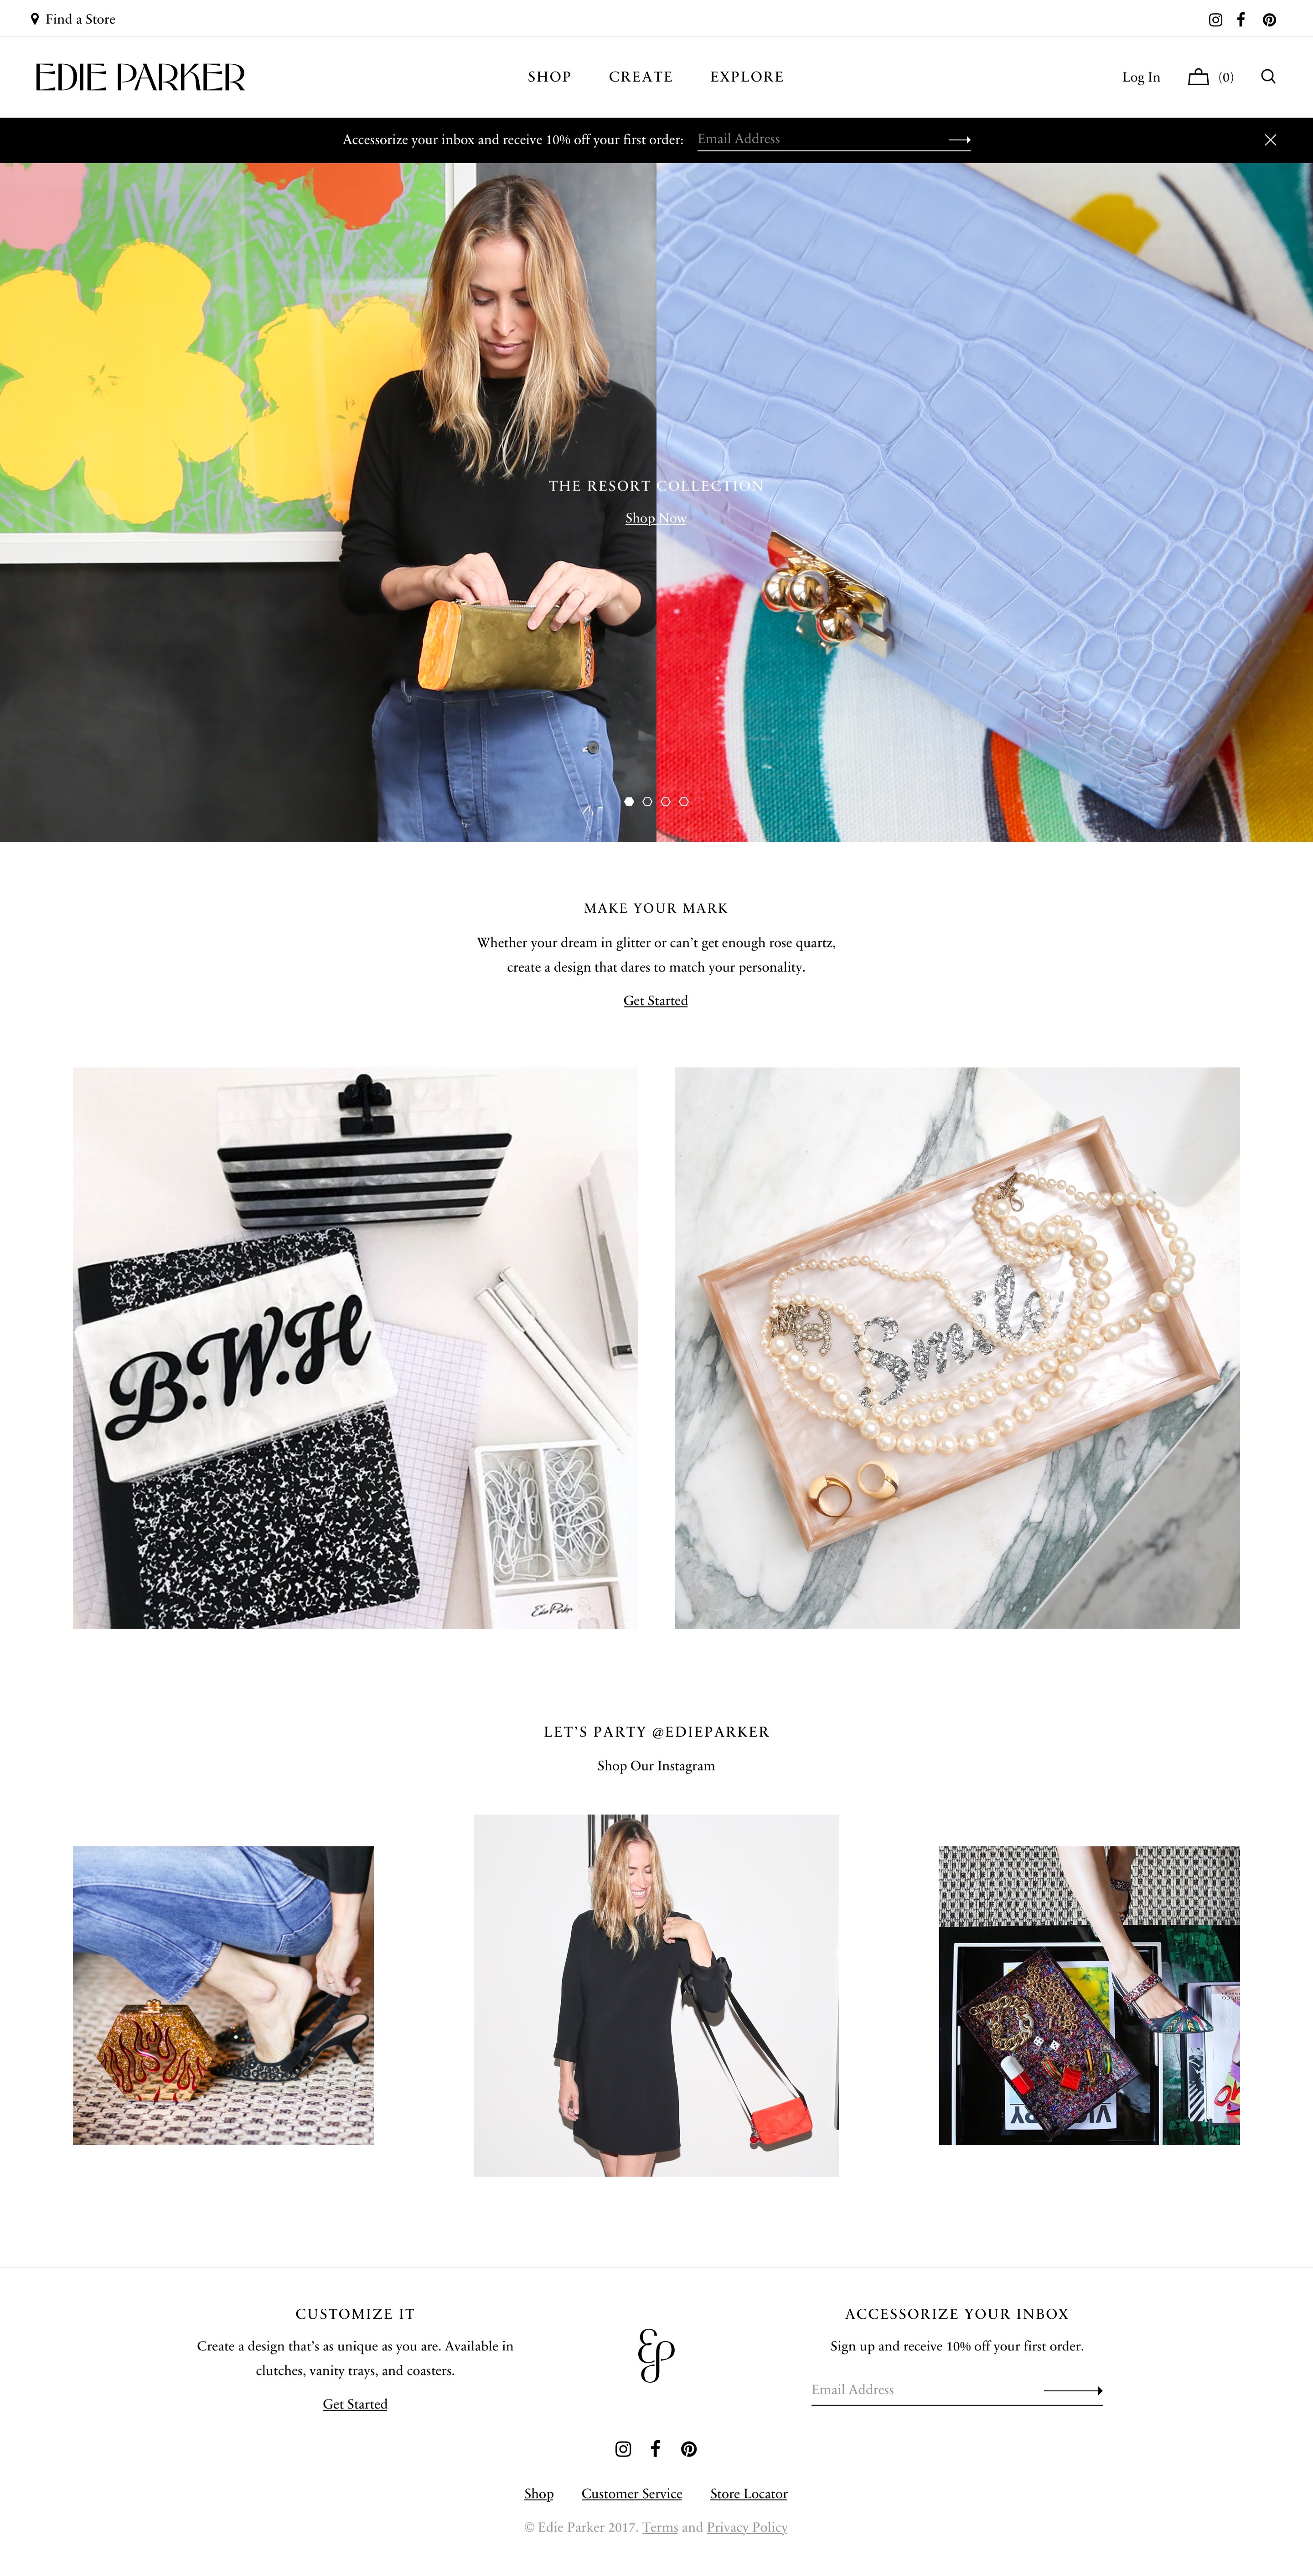 Find a Store
EDIE PARKER
SHOP CREATE EXPLORE
Log In (0)
Accessorize your inbox and receive 10% off your first order: Email Address
THE RESORT COLLECTION
Shop Now
MAKE YOUR MARK
Whether your dream in glitter or can’t get enough rose quartz,
create a design that dares to match your personality.
Get Started
B.W.H
Edie Parker
Smile
LET’S PARTY @EDIEPARKER
Shop Our Instagram
CUSTOMIZE IT
Create a design that’s as unique as you are. Available in
clutches, vanity trays, and coasters.
Get Started
EP
ACCESSORIZE YOUR INBOX
Sign up and receive 10% off your first order.
Email Address
Shop Customer Service Store Locator
© Edie Parker 2017. Terms and Privacy Policy